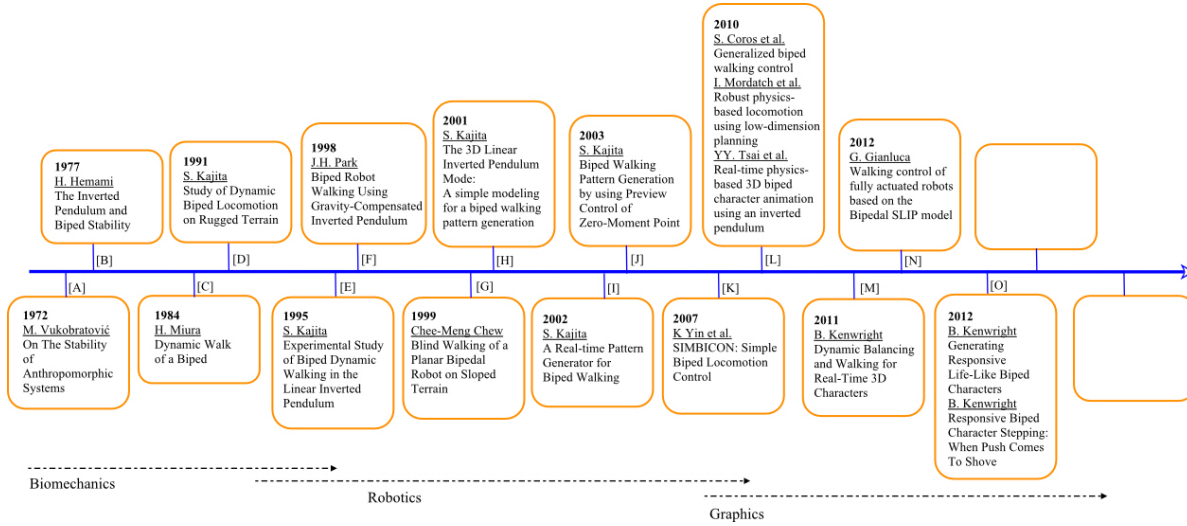 1977
H. Hemami
The Inverted
Pendulum and
Biped Stability
[B]
1991
S. Kajita
Study of Dynamic
Biped Locomotion
on Rugged Terrain
[D]
1998
J.H. Park
Biped Robot
Walking Using
Gravity-Compensated
Inverted Pendulum
[F]
2001
S. Kajita
The 3D Linear
Inverted Pendulum
Mode:
A simple modeling
for a biped walking
pattern generation
[H]
2003
S. Kajita
Biped Walking
Pattern Generation
by using Preview
Control of
Zero-Moment Point
[J]
2010
S. Coros et al.
Generalized biped
walking control
I. Mordatch et al.
Robust physics-
based locomotion
using low-dimension
planning
YY. Tsai et al.
Real-time physics-
based 3D biped
character animation
using an inverted
pendulum
[L]
2012
G. Gianluca
Walking control of
fully actuated robots
based on the
Bipedal SLIP model
[N]
[A]
1972
M. Vukobratović
On The Stability
of
Anthropomorphic
Systems
[C]
1984
H. Miura
Dynamic Walk
of a Biped
[E]
1995
S. Kajita
Experimental Study
of Biped Dynamic
Walking in the
Linear Inverted
Pendulum
[G]
1999
Chee-Meng Chew
Blind Walking of a
Planar Bipedal
Robot on Sloped
Terrain
[I]
2002
S. Kajita
A Real-time Pattern
Generator for
Biped Walking
[K]
2007
K Yin et al.
SIMBICON: Simple
Biped Locomotion
Control
[M]
2011
B. Kenwright
Dynamic Balancing
and Walking for
Real-Time 3D
Characters
[O]
2012
B. Kenwright
Generating
Responsive
Life-Like Biped
Characters
B. Kenwright
Responsive Biped
Character Stepping:
When Push Comes
To Shove
Biomechanics
Robotics
Graphics